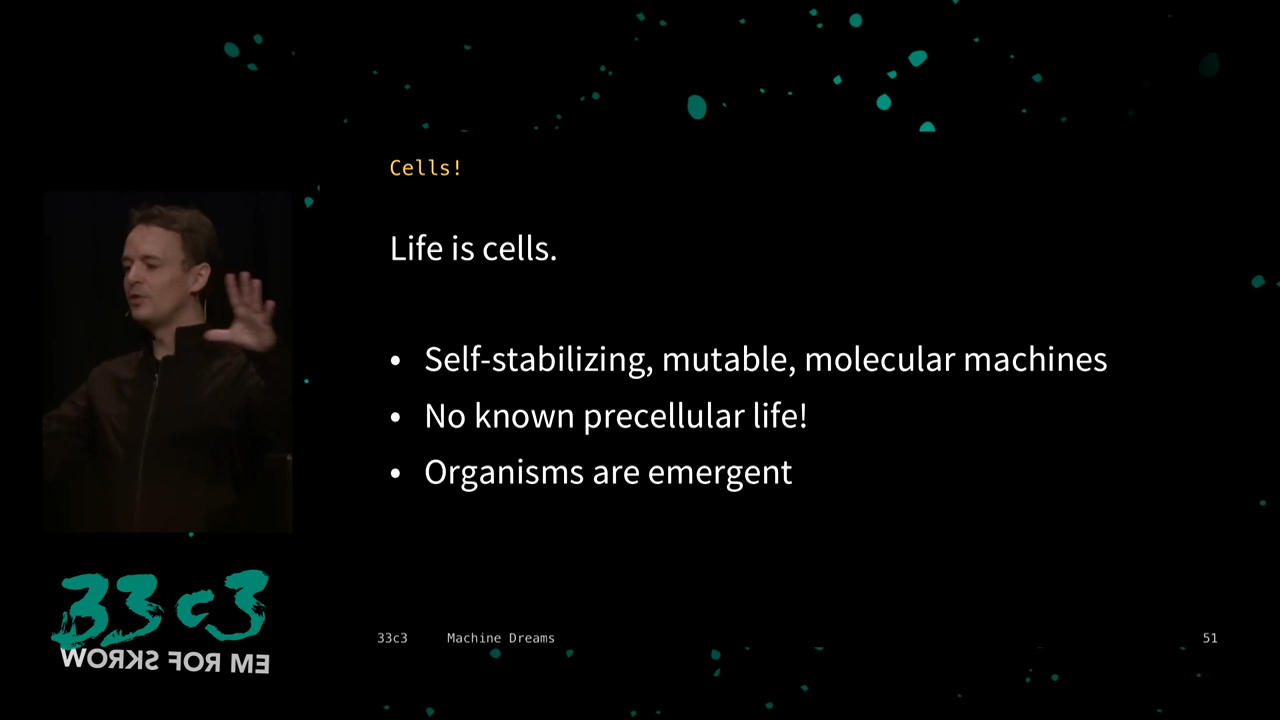 Cells!
Life is cells.
• Self-stabilizing, mutable, molecular machines
• No known precellular life!
• Organisms are emergent
33c3
WORKS FOR ME
33c3 Machine Dreams 51